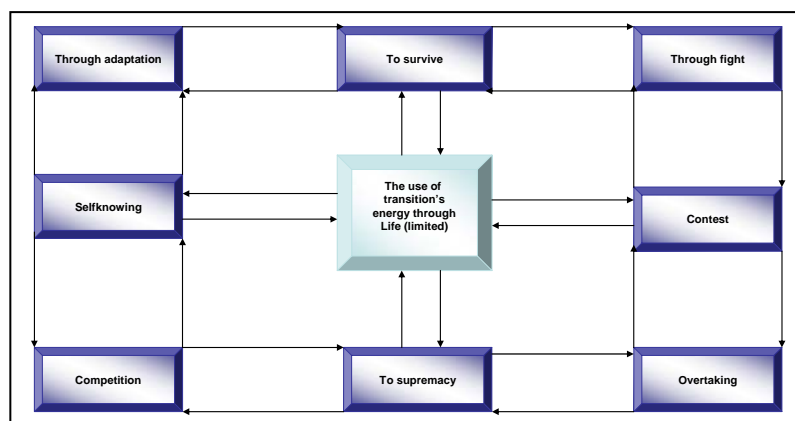 Through adaptation
To survive
Through fight
Selfknowing
The use of
transition's
energy through
Life (limited)
Contest
Competition
To supremacy
Overtaking